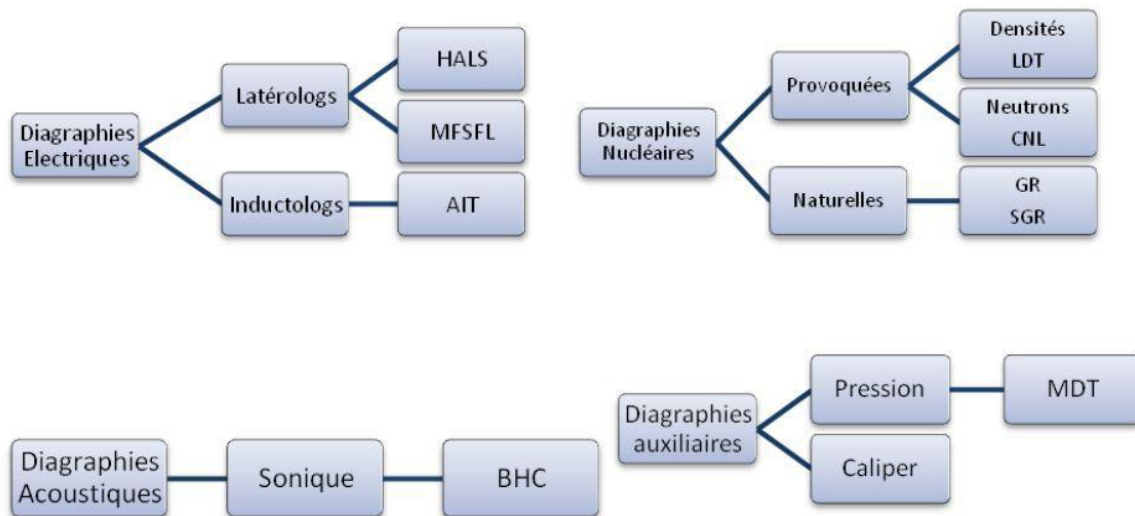 Diagraphies
Electriques
Latérologs
HALS
MFSFL
Inductologs
AIT
Diagraphies
Nucléaires
Provoquées
Densités
LDT
Neutrons
CNL
Naturelles
GR
SGR
Diagraphies
Acoustiques
Sonique
BHC
Diagraphies
auxiliaires
Pression
MDT
Caliper